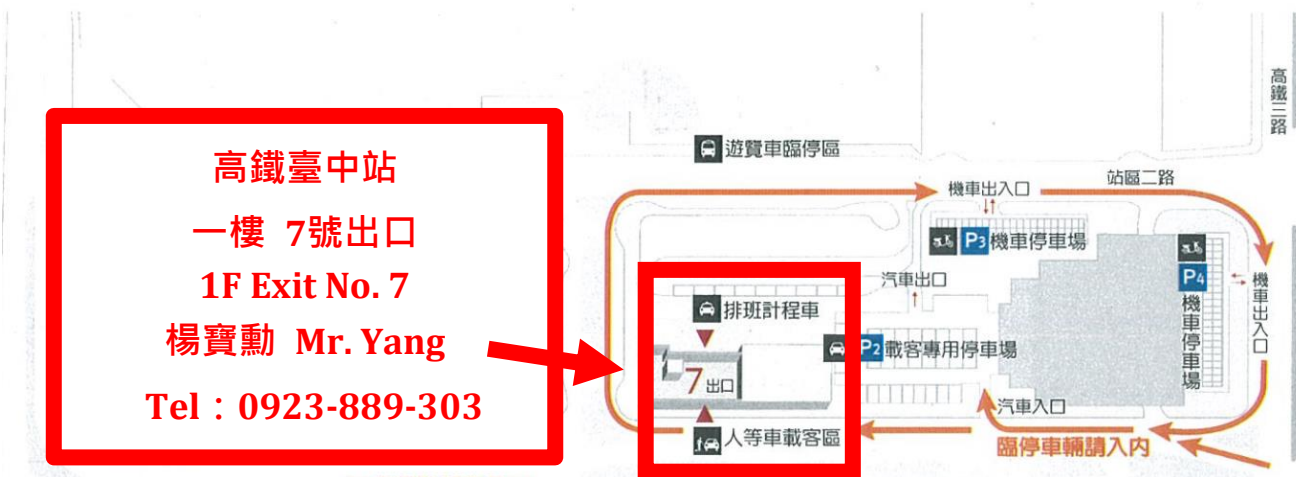 高鐵臺中站
一樓 7號出口
1F Exit No. 7
楊寶勳 Mr. Yang
Tel：0923-889-303
高鐵三路
遊覽車臨停區
站區二路
機車出入口
P3 機車停車場
P4 機車停車場
機車出入口
汽車出口
排班計程車
P2 載客專用停車場
7 出口
汽車入口
人等車載客區
臨停車輛請入內